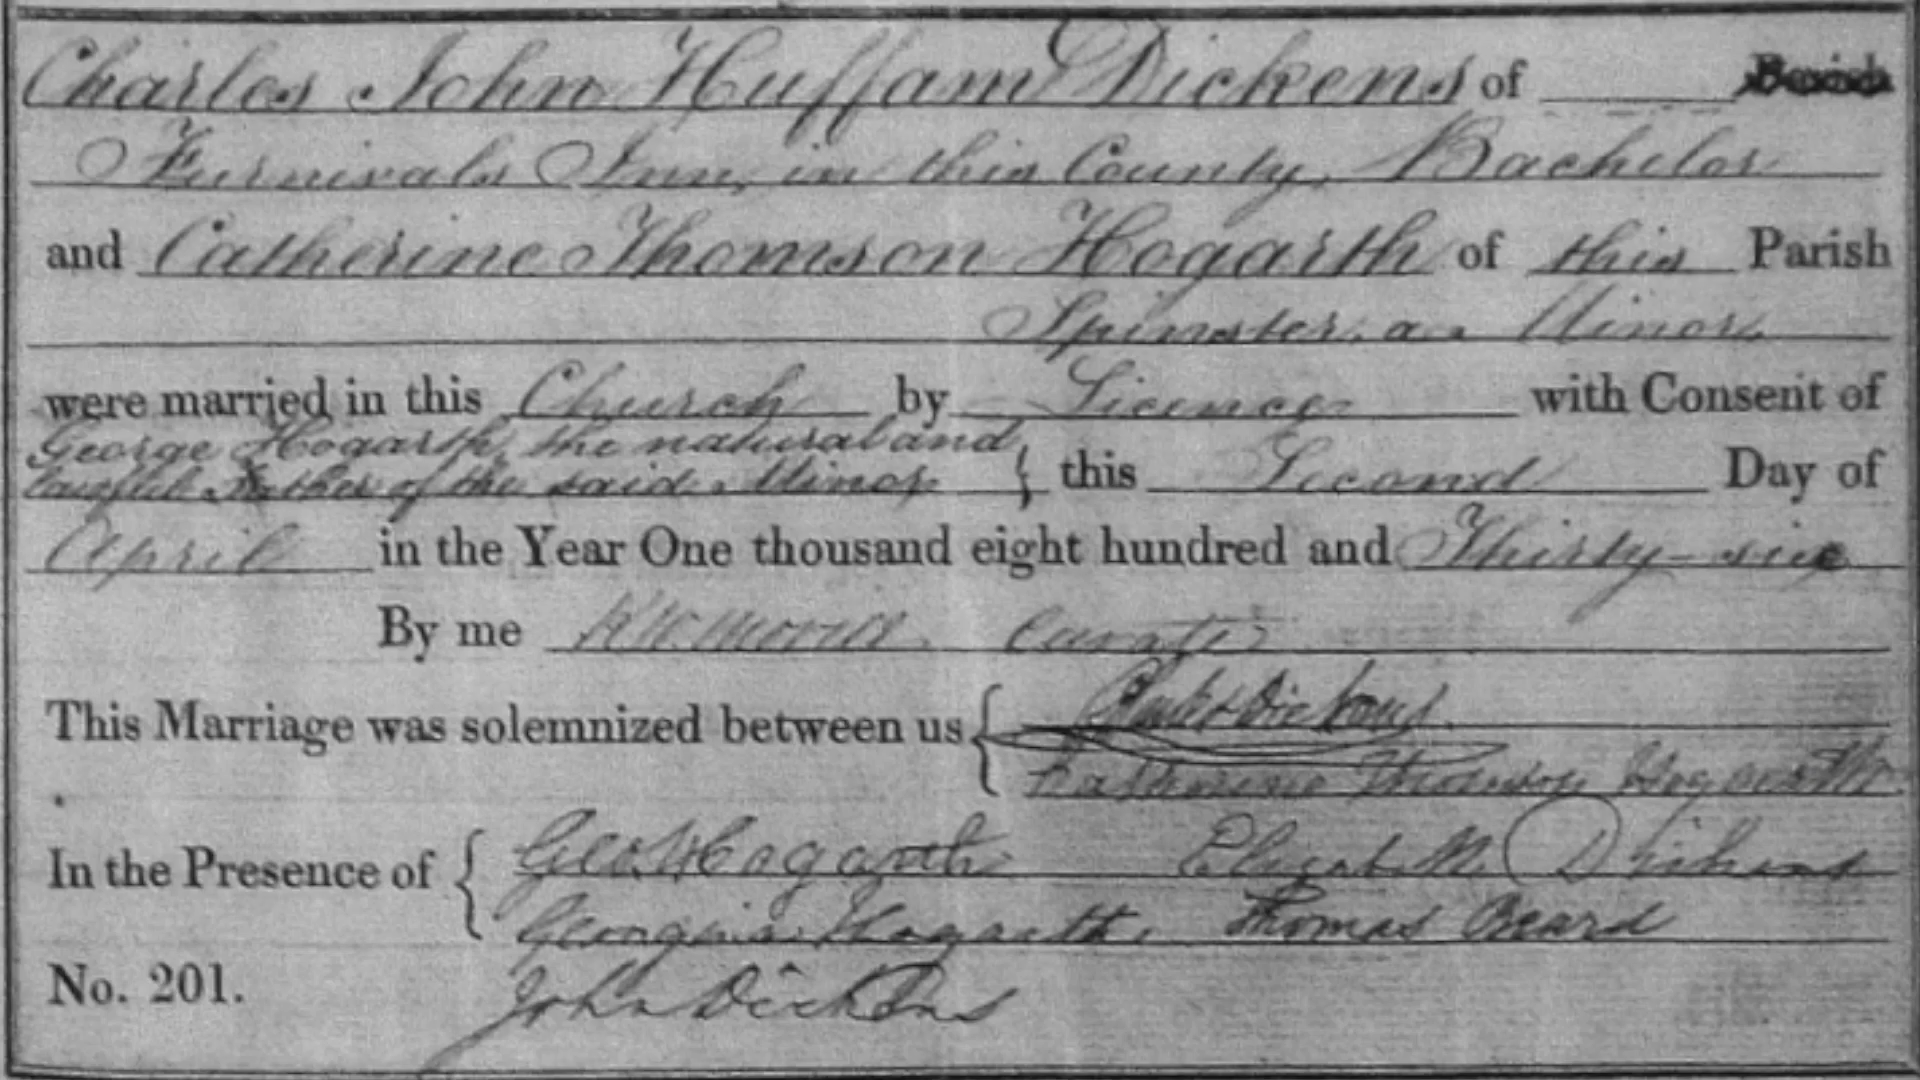 Charles John Huffam Dickens of Parish
Furnivals Inn, in this County, Bachelor
and Catherine Thomson Hogarth of this Parish
Spinster, a Minor,
were married in this Church by Licence with Consent of
George Hogarth, the natural and
lawful Father of the said Minor } this Second Day of
April in the Year One thousand eight hundred and Thirty-six
By me Curate
This Marriage was solemnized between us { Charles Dickens
Catherine Thomson Hogarth
In the Presence of { Geo Hogarth Elizabeth Dickens
Georgina Hogarth. Thomas Beard
No. 201. John Dickens